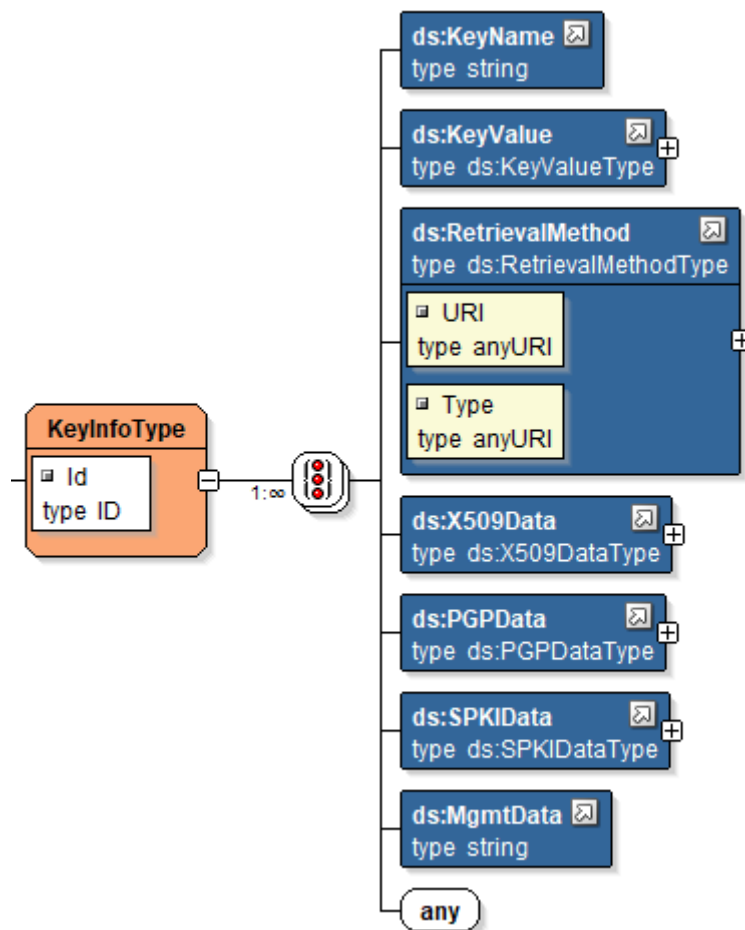 KeyInfoType
Id
type ID
1:∞
ds:KeyName
type string
ds:KeyValue
type ds:KeyValueType
ds:RetrievalMethod
type ds:RetrievalMethodType
URI
type anyURI
Type
type anyURI
ds:X509Data
type ds:X509DataType
ds:PGPData
type ds:PGPDataType
ds:SPKIData
type ds:SPKIDataType
ds:MgmtData
type string
any